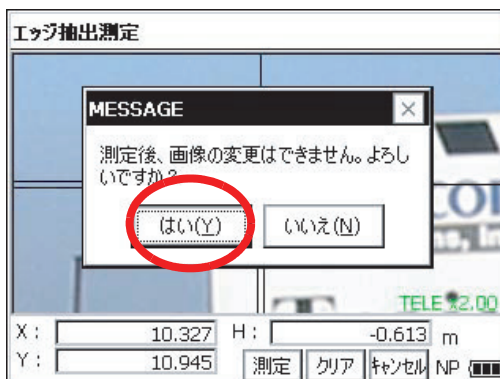 エッジ抽出測定
MESSAGE
測定後、画像の変更はできません。よろし
いですか?
はい(Y) いいえ(N)
TELE x2.00
X : 10.327 H : -0.613 m
Y : 10.945 測定 クリア キャンセル NP